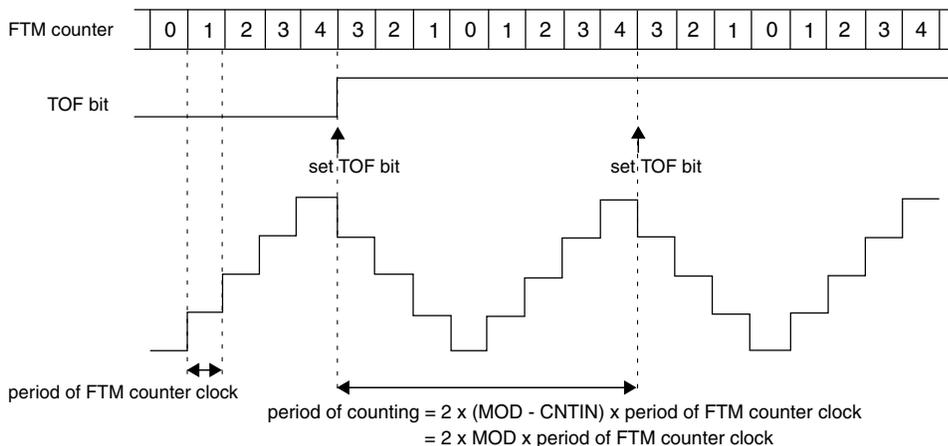 FTM counter 0 1 2 3 4 3 2 1 0 1 2 3 4 3 2 1 0 1 2 3 4
TOF bit
set TOF bit set TOF bit
period of FTM counter clock
period of counting = 2 x (MOD - CNTIN) x period of FTM counter clock
= 2 x MOD x period of FTM counter clock